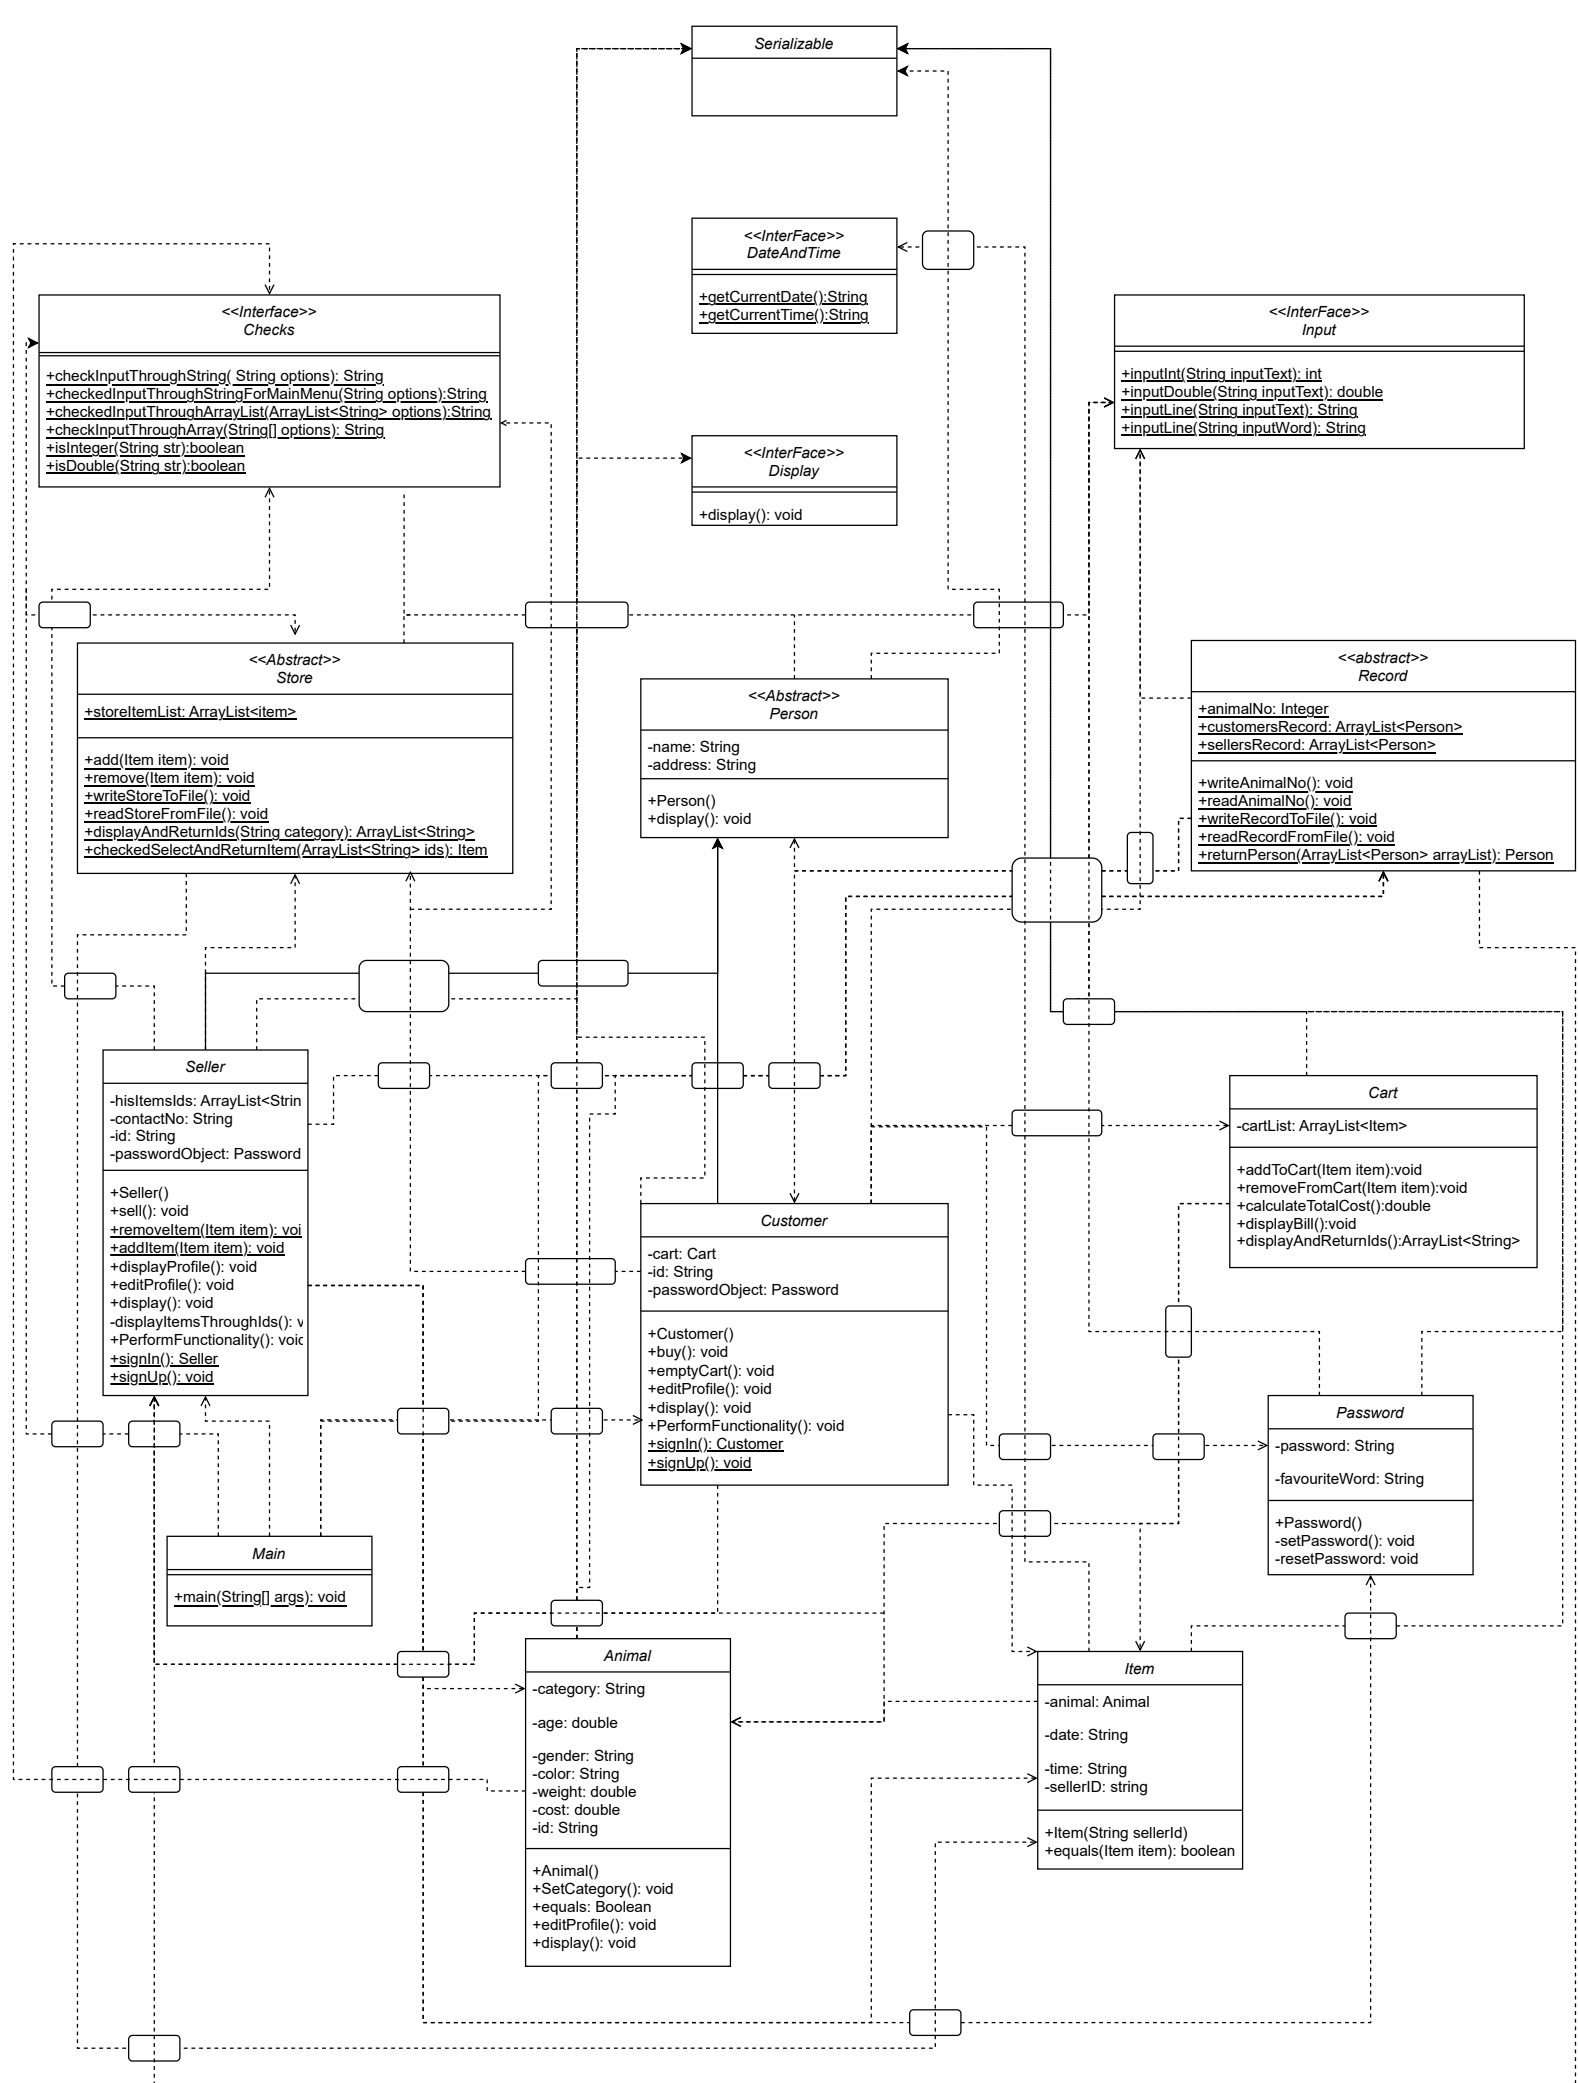 Serializable
<<InterFace>>
DateAndTime
+getCurrentDate():String
+getCurrentTime():String
<<Interface>>
Checks
+checkInputThroughString( String options): String
+checkedInputThroughStringForMainMenu(String options):String
+checkedInputThroughArrayList(ArrayList<String> options):String
+checkInputThroughArray(String[] options): String
+isInteger(String str):boolean
+isDouble(String str):boolean
<<InterFace>>
Input
+inputInt(String inputText): int
+inputDouble(String inputText): double
+inputLine(String inputText): String
+inputLine(String inputWord): String
<<InterFace>>
Display
+display(): void
<<Abstract>>
Store
+storeItemList: ArrayList<item>
+add(Item item): void
+remove(Item item): void
+writeStoreToFile(): void
+readStoreFromFile(): void
+displayAndReturnIds(String category): ArrayList<String>
+checkedSelectAndReturnItem(ArrayList<String> ids): Item
<<Abstract>>
Person
-name: String
-address: String
+Person()
+display(): void
<<abstract>>
Record
+animalNo: Integer
+customersRecord: ArrayList<Person>
+sellersRecord: ArrayList<Person>
+writeAnimalNo(): void
+readAnimalNo(): void
+writeRecordToFile(): void
+readRecordFromFile(): void
+returnPerson(ArrayList<Person> arrayList): Person
Seller
-hisItemsIds: ArrayList<Strin
-contactNo: String
-id: String
-passwordObject: Password
+Seller()
+sell(): void
+removeItem(Item item): voi
+addItem(Item item): void
+displayProfile(): void
+editProfile(): void
+display(): void
-displayItemsThroughIds(): v
+PerformFunctionality(): voic
+signIn(): Seller
+signUp(): void
Cart
-cartList: ArrayList<Item>
+addToCart(Item item):void
+removeFromCart(Item item):void
+calculateTotalCost():double
+displayBill():void
+displayAndReturnIds():ArrayList<String>
Customer
-cart: Cart
-id: String
-passwordObject: Password
+Customer()
+buy(): void
+emptyCart(): void
+editProfile(): void
+display(): void
+PerformFunctionality(): void
+signIn(): Customer
+signUp(): void
Password
-password: String
-favouriteWord: String
+Password()
-setPassword(): void
-resetPassword: void
Main
+main(String[] args): void
Animal
-category: String
-age: double
-gender: String
-color: String
-weight: double
-cost: double
-id: String
+Animal()
+SetCategory(): void
+equals: Boolean
+editProfile(): void
+display(): void
Item
-animal: Animal
-date: String
-time: String
-sellerID: string
+Item(String sellerId)
+equals(Item item): boolean